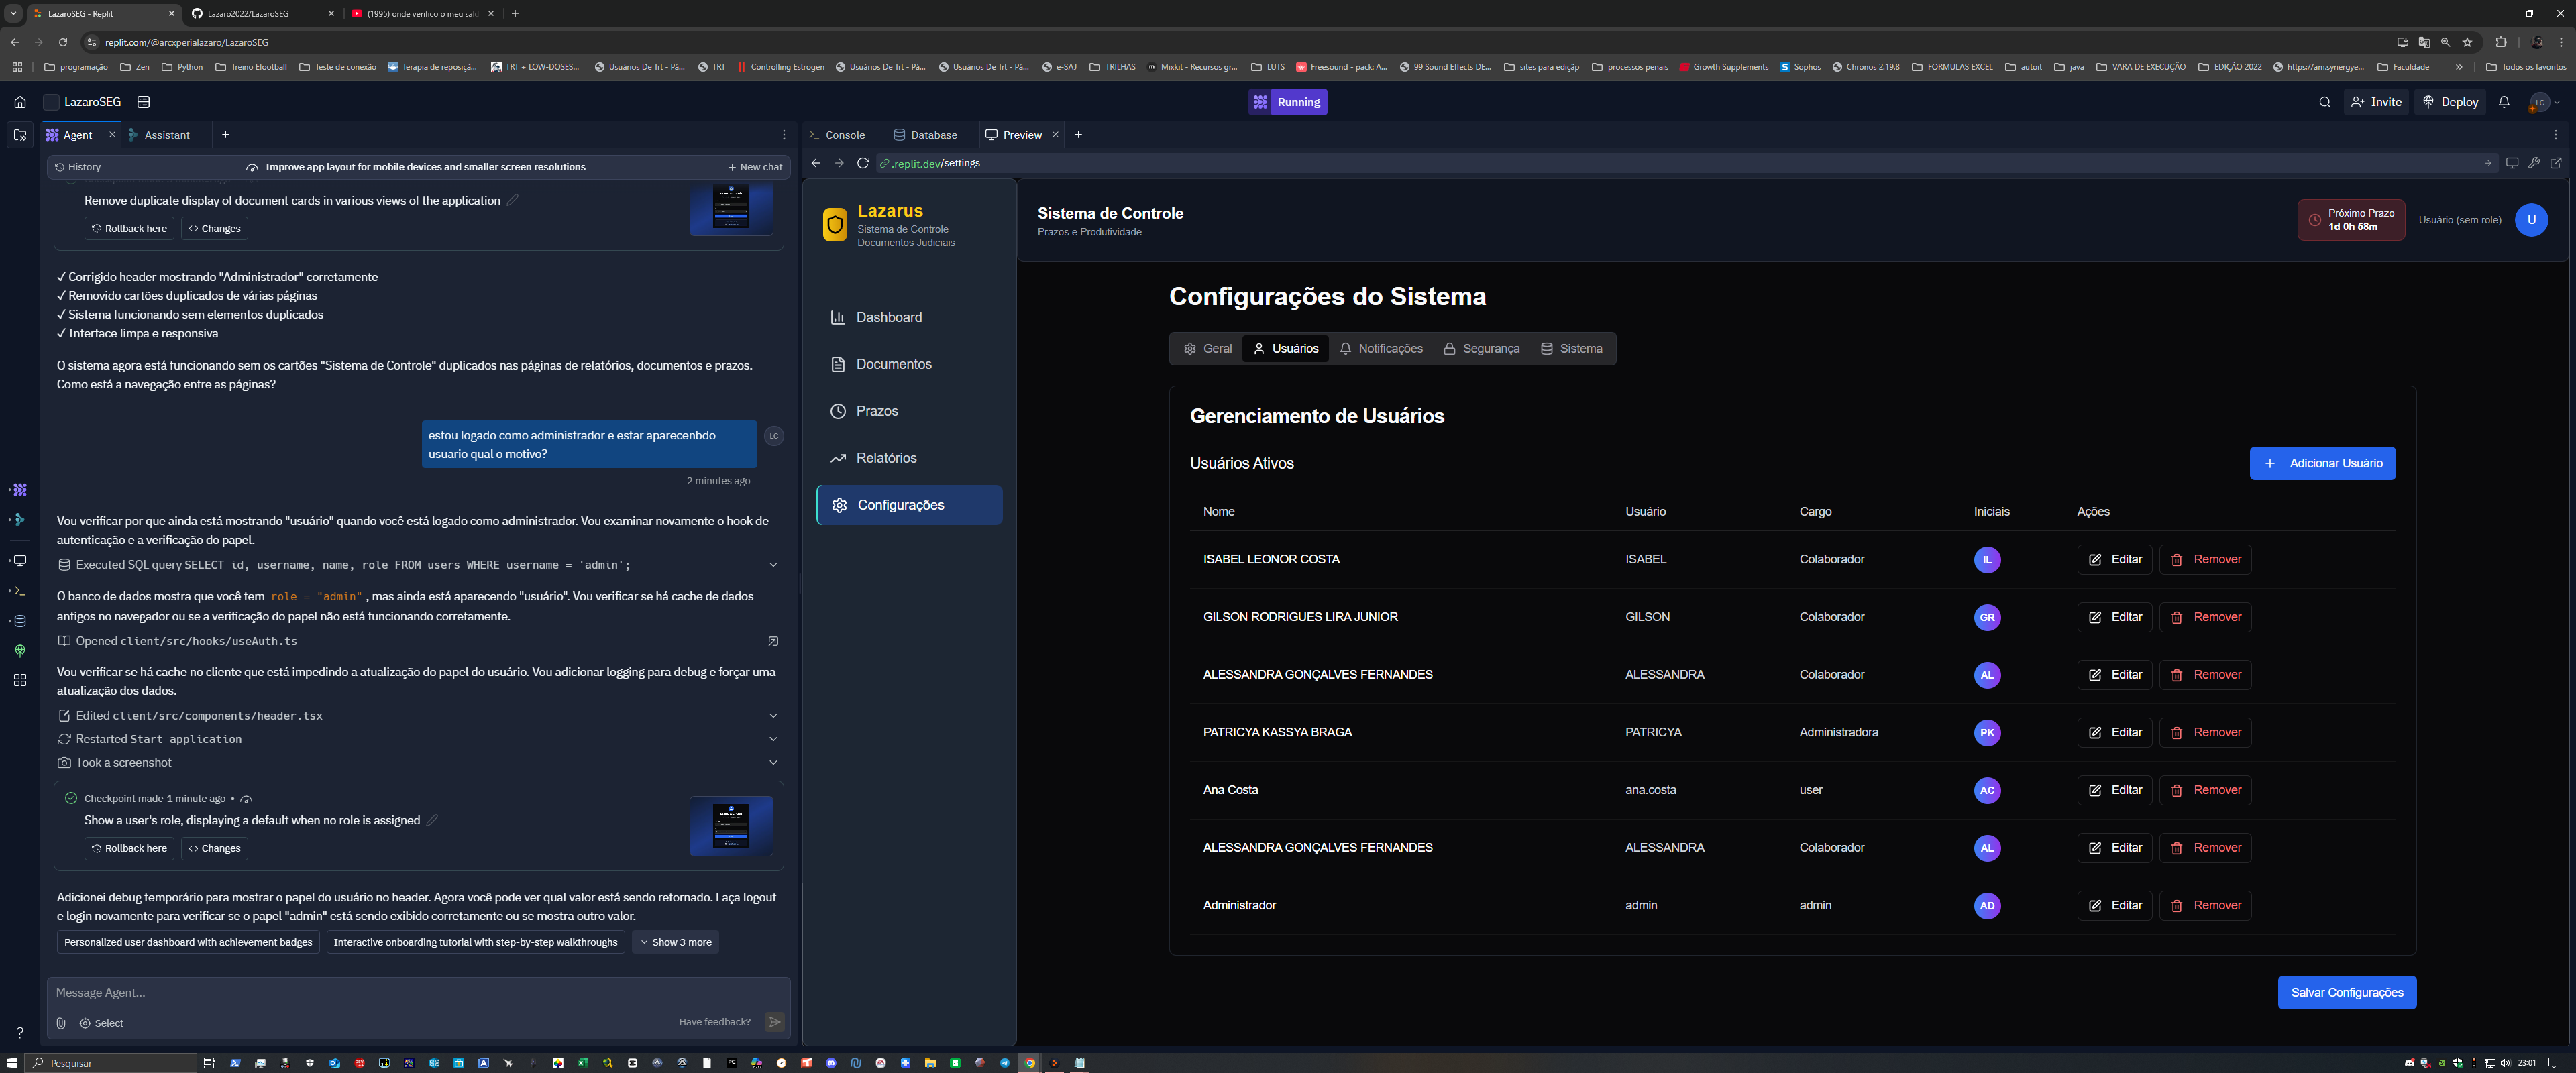 LazaroSEG - Replit
Lazaro2022/LazaroSEG
(1995) onde verifico o meu sald
replit.com/@arcxperialazaro/LazaroSEG
programação
Zen
Python
Treino Efootball
Teste de conexão
Terapia de reposiçã...
TRT + LOW-DOSES...
Usuários De Trt - Pá...
TRT
Controlling Estrogen
Usuários De Trt - Pá...
Usuários De Trt - Pá...
e-SAJ
TRILHAS
Mixkit - Recursos gr...
LUTS
Freesound - pack: A...
99 Sound Effects DE...
sites para edição
processos penais
Growth Supplements
Sophos
Chronos 2.19.8
FORMULAS EXCEL
autoit
java
VARA DE EXECUÇÃO
EDIÇÃO 2022
https://am.synergye...
Faculdade
Todos os favoritos
LazaroSEG
Running
Invite
Deploy
LC
Agent
Assistant
Console
Database
Preview
History
Improve app layout for mobile devices and smaller screen resolutions
New chat
.replit.dev/settings
Remove duplicate display of document cards in various views of the application
Rollback here
Changes
✓ Corrigido header mostrando "Administrador" corretamente
✓ Removido cartões duplicados de várias páginas
✓ Sistema funcionando sem elementos duplicados
✓ Interface limpa e responsiva
O sistema agora está funcionando sem os cartões "Sistema de Controle" duplicados nas páginas de relatórios, documentos e prazos.
Como está a navegação entre as páginas?
estou logado como administrador e estar aparecenbdo
usuario qual o motivo?
LC
2 minutes ago
Vou verificar por que ainda está mostrando "usuário" quando você está logado como administrador. Vou examinar novamente o hook de
autenticação e a verificação do papel.
Executed SQL query SELECT id, username, name, role FROM users WHERE username = 'admin';
O banco de dados mostra que você tem role = "admin" , mas ainda está aparecendo "usuário". Vou verificar se há cache de dados
antigos no navegador ou se a verificação do papel não está funcionando corretamente.
Opened client/src/hooks/useAuth.ts
Vou verificar se há cache no cliente que está impedindo a atualização do papel do usuário. Vou adicionar logging para debug e forçar uma
atualização dos dados.
Edited client/src/components/header.tsx
Restarted Start application
Took a screenshot
Checkpoint made 1 minute ago •
Show a user's role, displaying a default when no role is assigned
Rollback here
Changes
Adicionei debug temporário para mostrar o papel do usuário no header. Agora você pode ver qual valor está sendo retornado. Faça logout
e login novamente para verificar se o papel "admin" está sendo exibido corretamente ou se mostra outro valor.
Personalized user dashboard with achievement badges
Interactive onboarding tutorial with step-by-step walkthroughs
Show 3 more
Message Agent...
Select
Have feedback?
Lazarus
Sistema de Controle
Documentos Judiciais
Dashboard
Documentos
Prazos
Relatórios
Configurações
Sistema de Controle
Prazos e Produtividade
Próximo Prazo
1d 0h 58m
Usuário (sem role)
U
Configurações do Sistema
Geral
Usuários
Notificações
Segurança
Sistema
Gerenciamento de Usuários
Usuários Ativos
+ Adicionar Usuário
Nome Usuário Cargo Iniciais Ações
ISABEL LEONOR COSTA ISABEL Colaborador IL Editar Remover
GILSON RODRIGUES LIRA JUNIOR GILSON Colaborador GR Editar Remover
ALESSANDRA GONÇALVES FERNANDES ALESSANDRA Colaborador AL Editar Remover
PATRICYA KASSYA BRAGA PATRICYA Administradora PK Editar Remover
Ana Costa ana.costa user AC Editar Remover
ALESSANDRA GONÇALVES FERNANDES ALESSANDRA Colaborador AL Editar Remover
Administrador admin admin AD Editar Remover
Salvar Configurações
Pesquisar
23:01